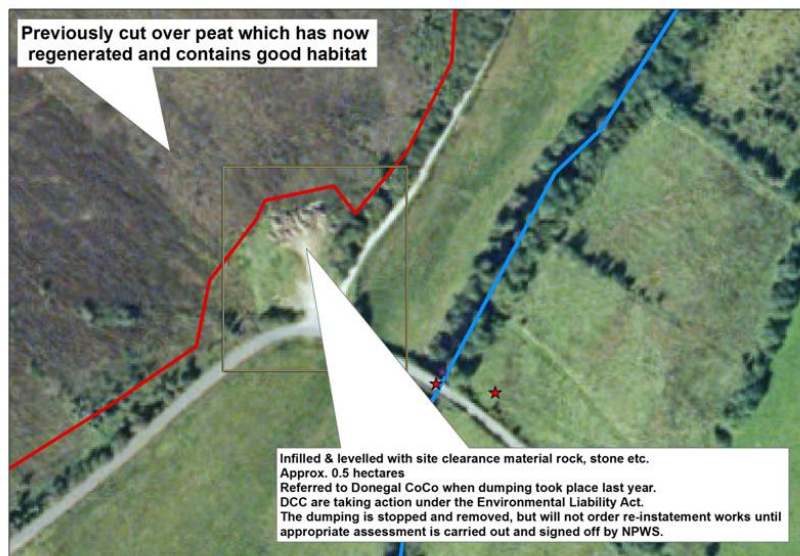 Previously cut over peat which has now
regenerated and contains good habitat
Infilled & levelled with site clearance material rock, stone etc.
Approx. 0.5 hectares
Referred to Donegal CoCo when dumping took place last year.
DCC are taking action under the Environmental Liability Act.
The dumping is stopped and removed, but will not order re-instatement works until
appropriate assessment is carried out and signed off by NPWS.